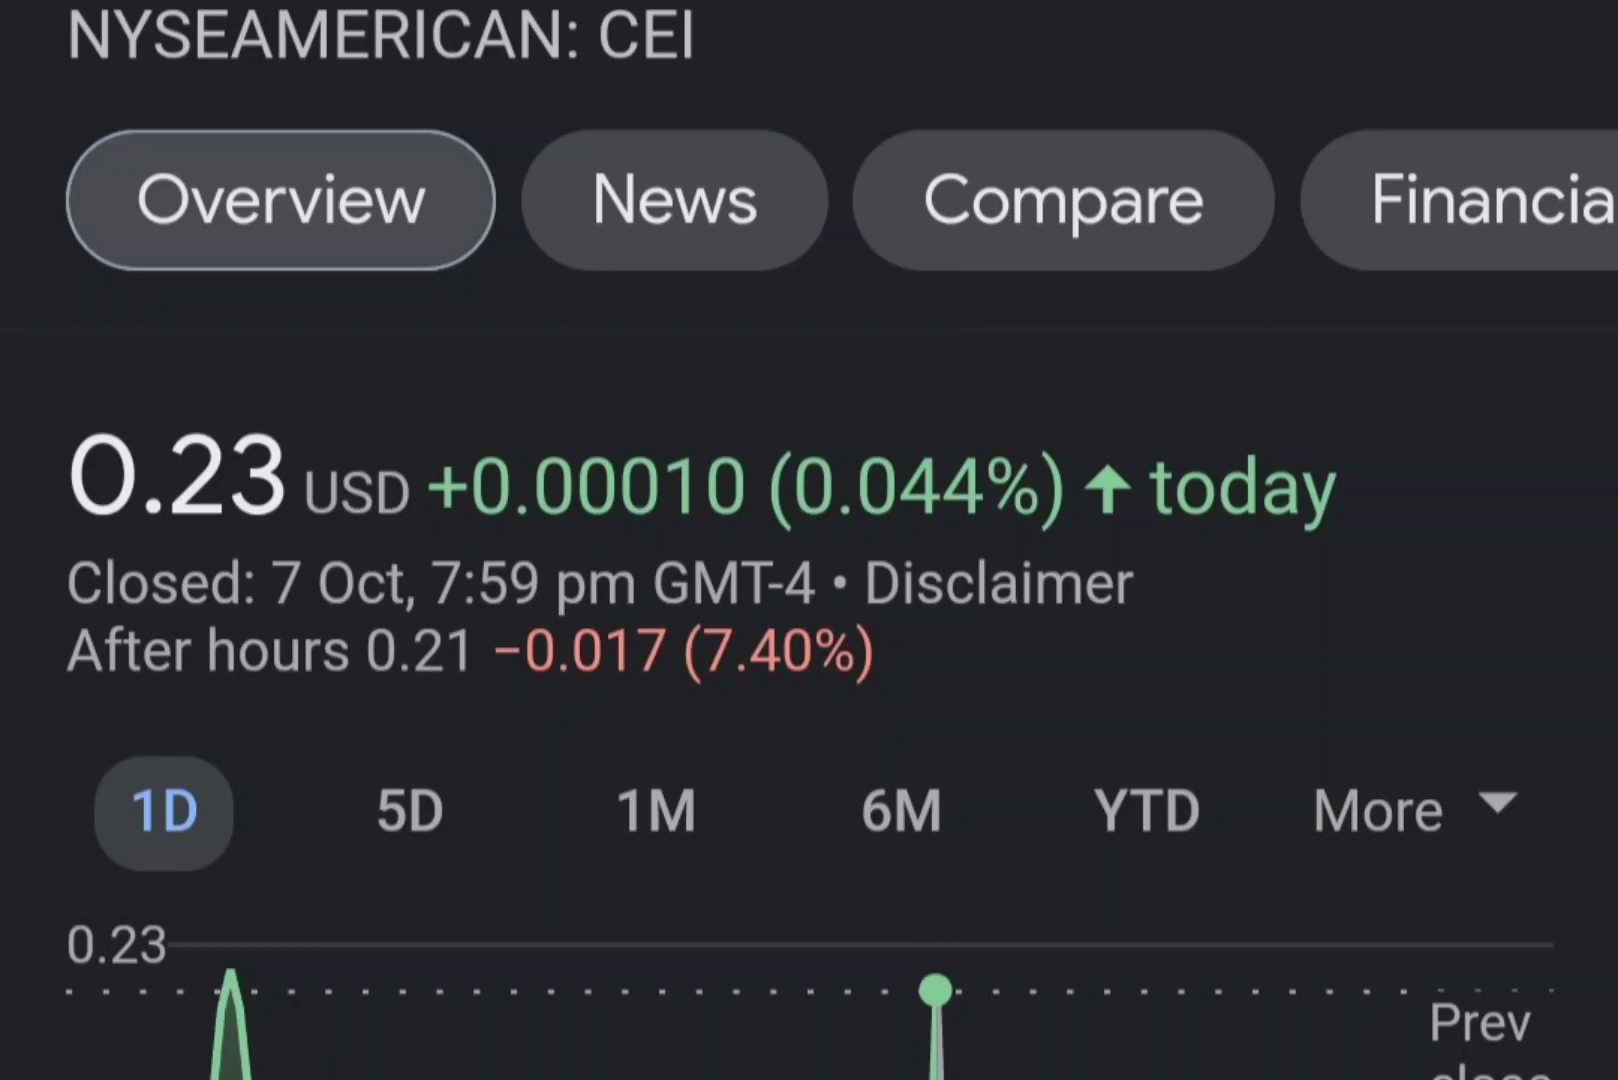 NYSEAMERICAN: CEI
Overview News Compare Financia
0.23 USD +0.00010 (0.044%) ↑ today
Closed: 7 Oct, 7:59 pm GMT-4 • Disclaimer
After hours 0.21 −0.017 (7.40%)
1D 5D 1M 6M YTD More
0.23
Prev
close